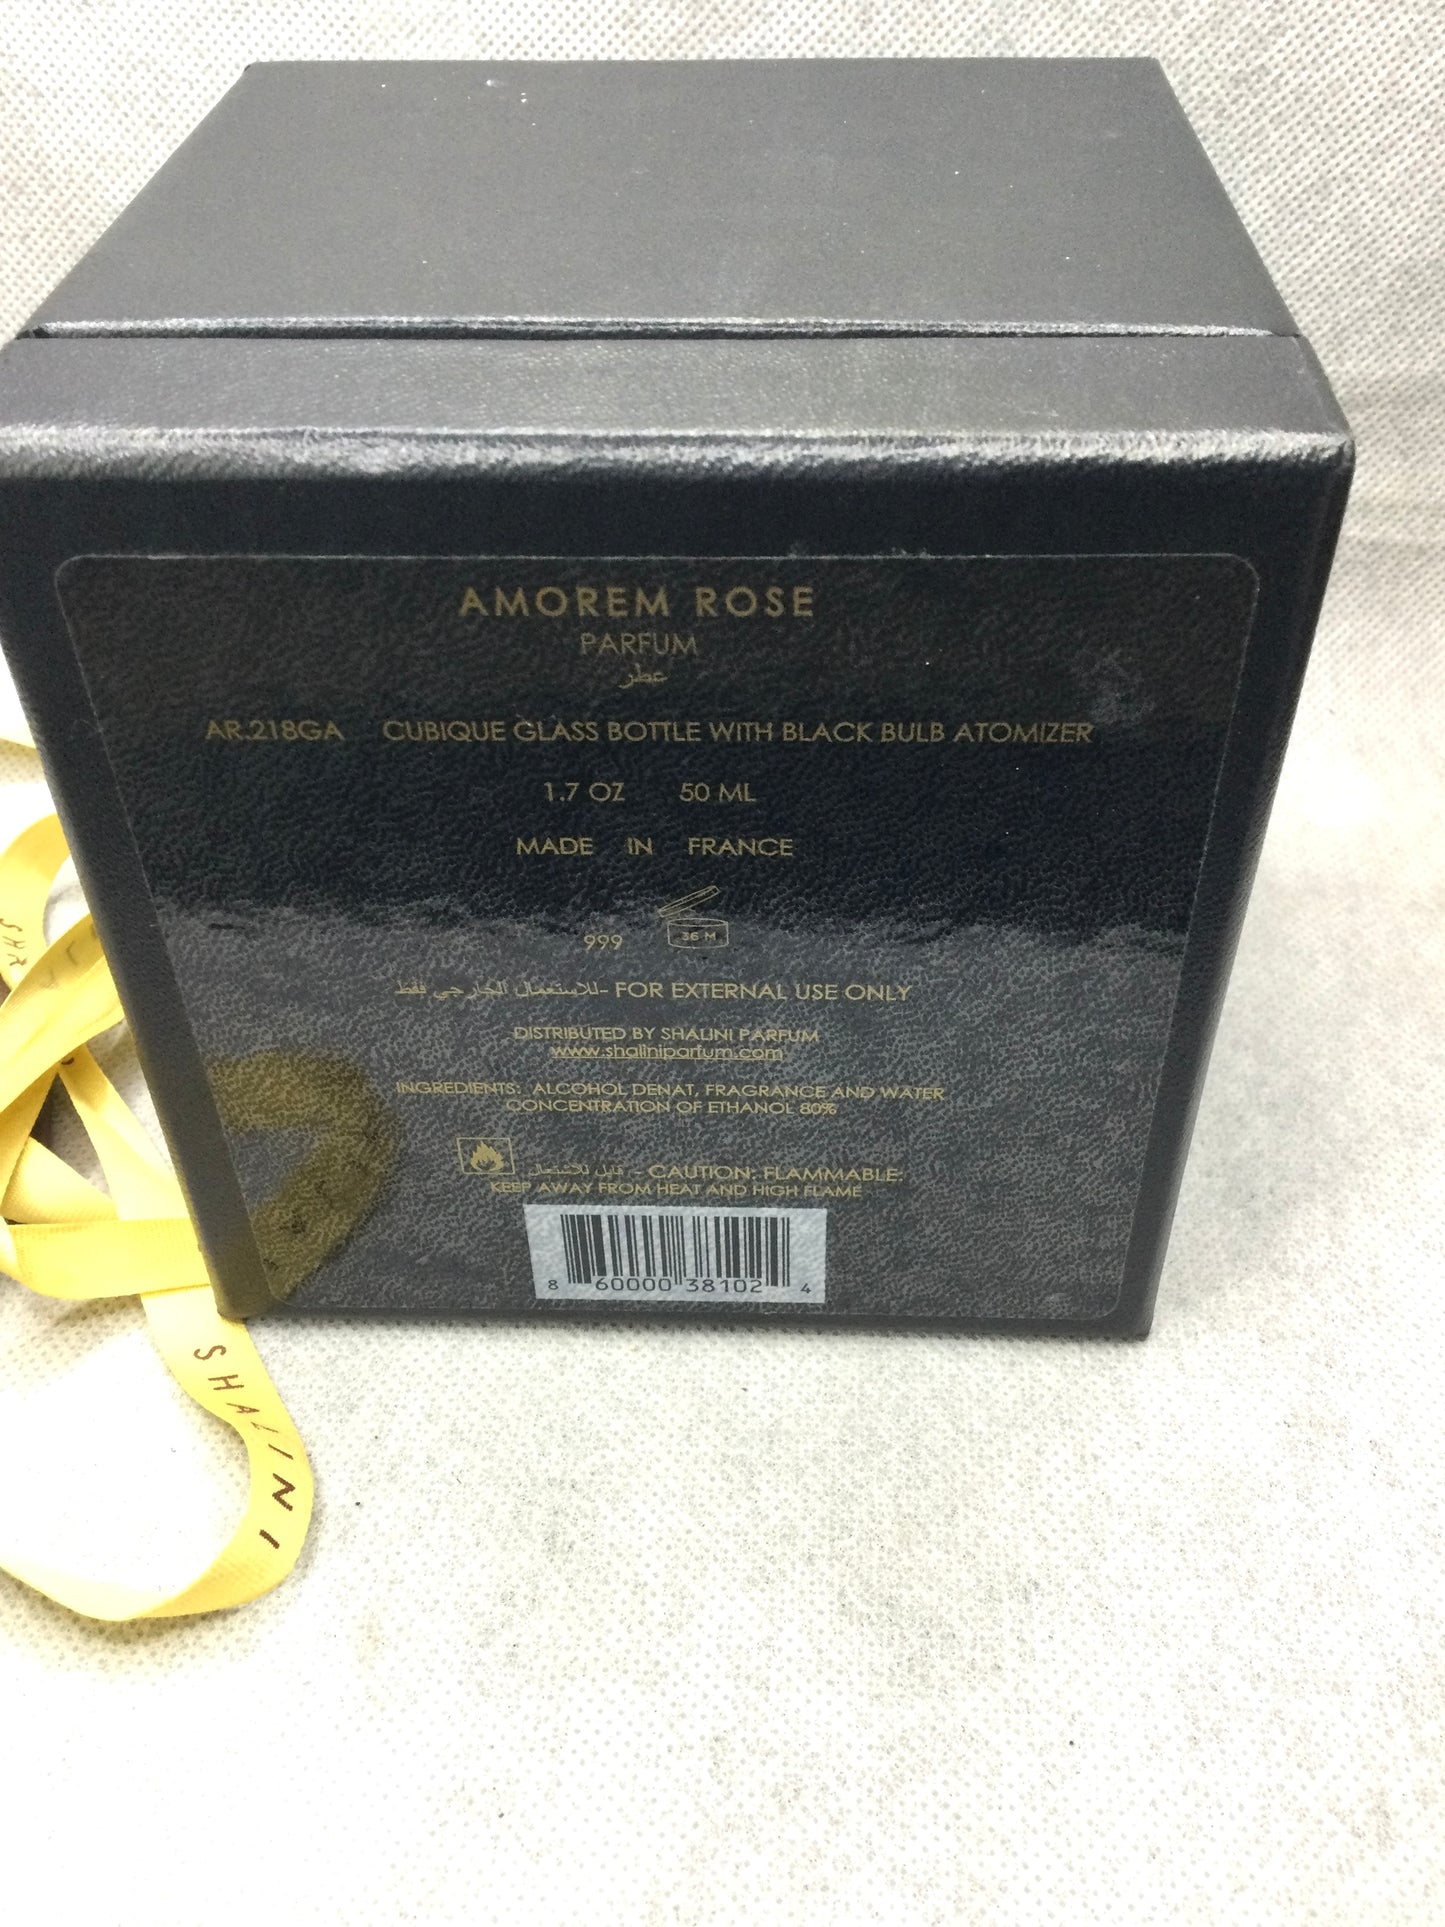 AMOREM ROSE
PARFUM
عطر
AR.218GA CUBIQUE GLASS BOTTLE WITH BLACK BULB ATOMIZER
1.7 OZ 50 ML
MADE IN FRANCE
999 36 M
للاستعمال الخارجي فقط- FOR EXTERNAL USE ONLY
DISTRIBUTED BY SHALINI PARFUM
www.shaliniparfum.com
INGREDIENTS: ALCOHOL DENAT, FRAGRANCE AND WATER
CONCENTRATION OF ETHANOL 80%
قابل للاشتعال - CAUTION: FLAMMABLE:
KEEP AWAY FROM HEAT AND HIGH FLAME
8 60000 38102 4
SHALINI